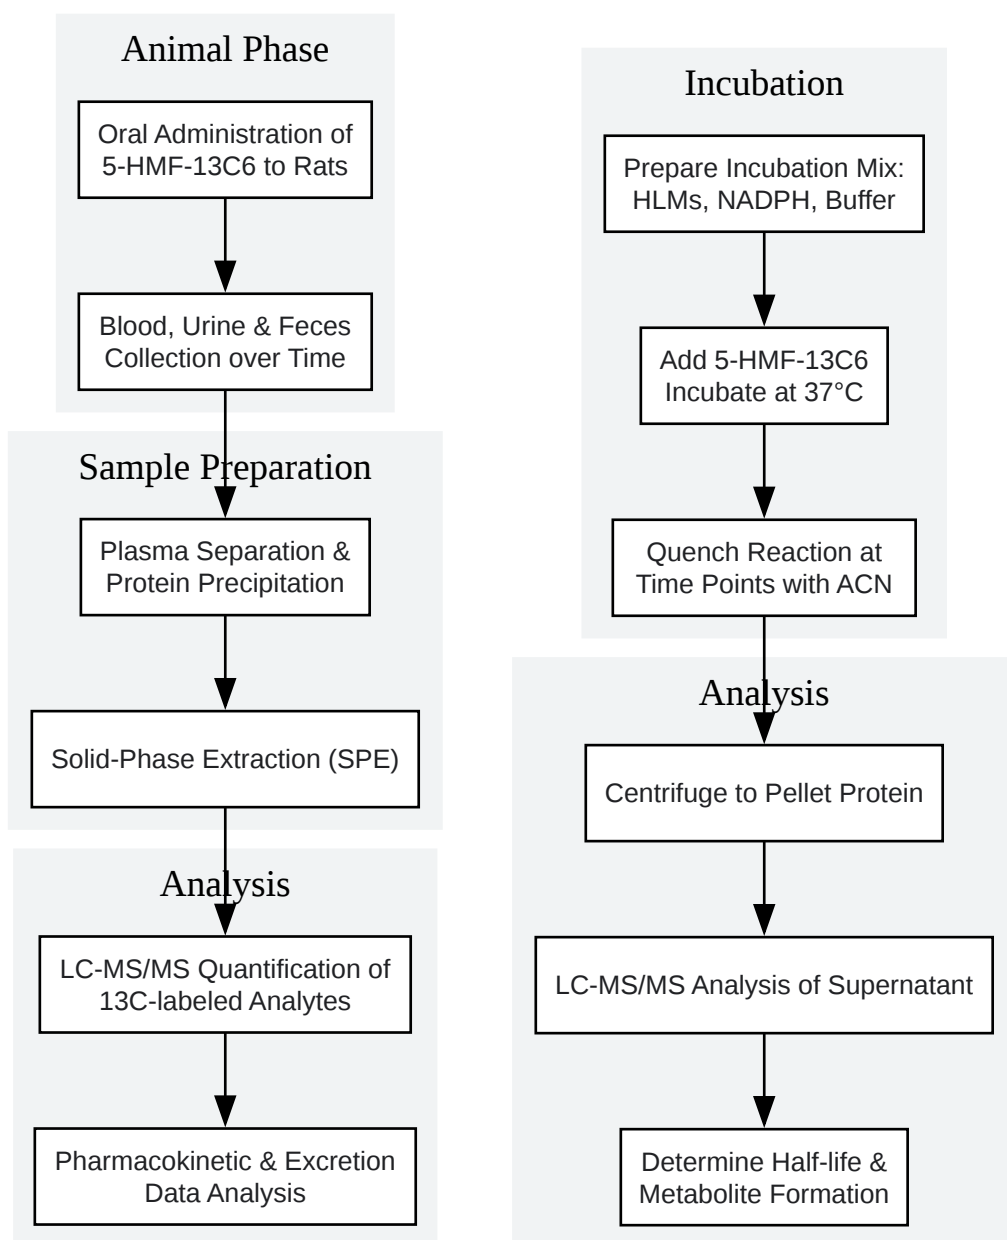 Animal Phase
Oral Administration of
5-HMF-13C6 to Rats
Blood, Urine & Feces
Collection over Time
Sample Preparation
Plasma Separation &
Protein Precipitation
Solid-Phase Extraction (SPE)
Analysis
LC-MS/MS Quantification of
13C-labeled Analytes
Pharmacokinetic & Excretion
Data Analysis
Incubation
Prepare Incubation Mix:
HLMs, NADPH, Buffer
Add 5-HMF-13C6
Incubate at 37°C
Quench Reaction at
Time Points with ACN
Analysis
Centrifuge to Pellet Protein
LC-MS/MS Analysis of Supernatant
Determine Half-life &
Metabolite Formation